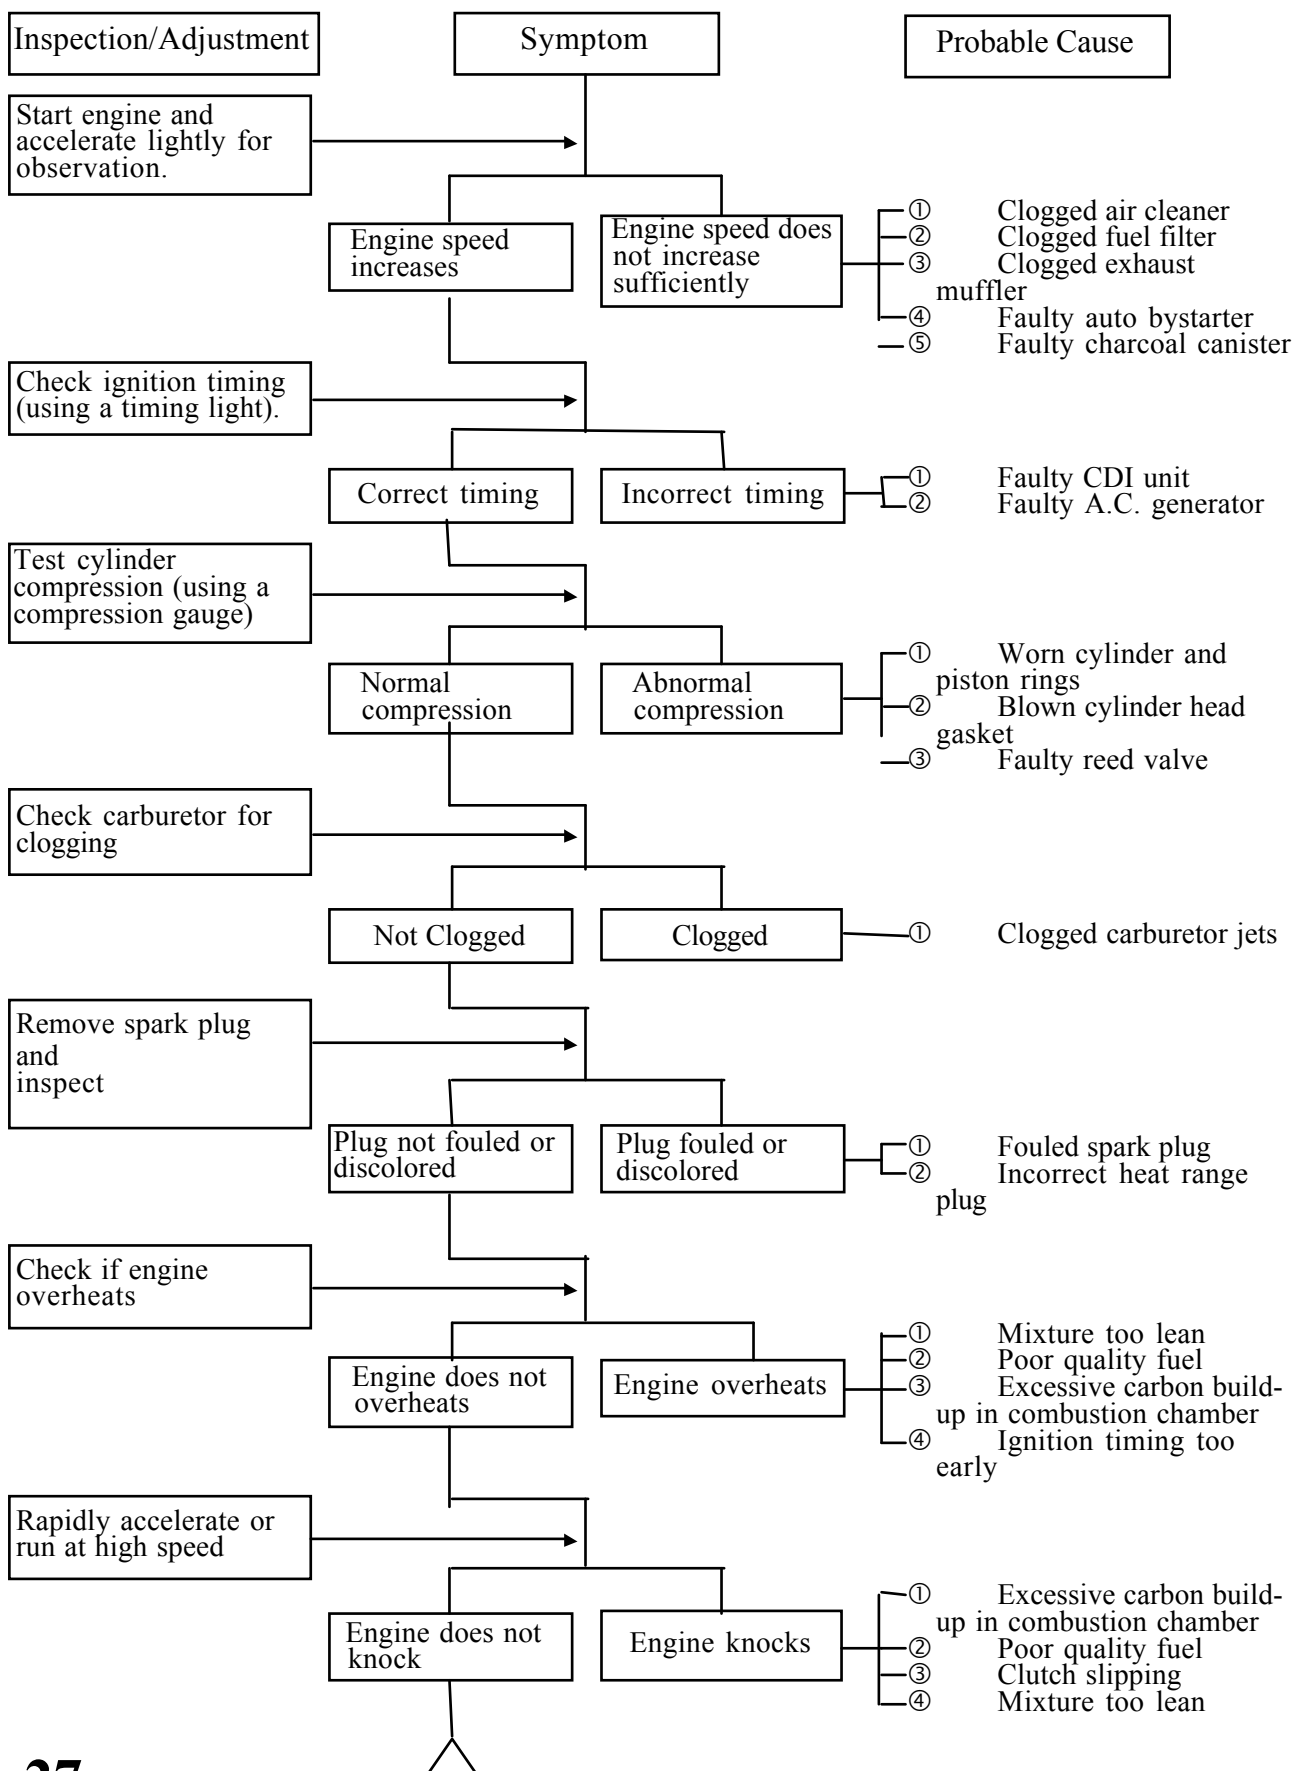 Inspection/Adjustment
Symptom
Probable Cause
Start engine and
accelerate lightly for
observation.
Engine speed
increases
Engine speed does
not increase
sufficiently
① Clogged air cleaner
② Clogged fuel filter
③ Clogged exhaust
muffler
④ Faulty auto bystarter
⑤ Faulty charcoal canister
Check ignition timing
(using a timing light).
Correct timing
Incorrect timing
① Faulty CDI unit
② Faulty A.C. generator
Test cylinder
compression (using a
compression gauge)
Normal
compression
Abnormal
compression
① Worn cylinder and
piston rings
② Blown cylinder head
gasket
③ Faulty reed valve
Check carburetor for
clogging
Not Clogged
Clogged
① Clogged carburetor jets
Remove spark plug
and
inspect
Plug not fouled or
discolored
Plug fouled or
discolored
① Fouled spark plug
② Incorrect heat range
plug
Check if engine
overheats
Engine does not
overheats
Engine overheats
① Mixture too lean
② Poor quality fuel
③ Excessive carbon build-
up in combustion chamber
④ Ignition timing too
early
Rapidly accelerate or
run at high speed
Engine does not
knock
Engine knocks
① Excessive carbon build-
up in combustion chamber
② Poor quality fuel
③ Clutch slipping
④ Mixture too lean